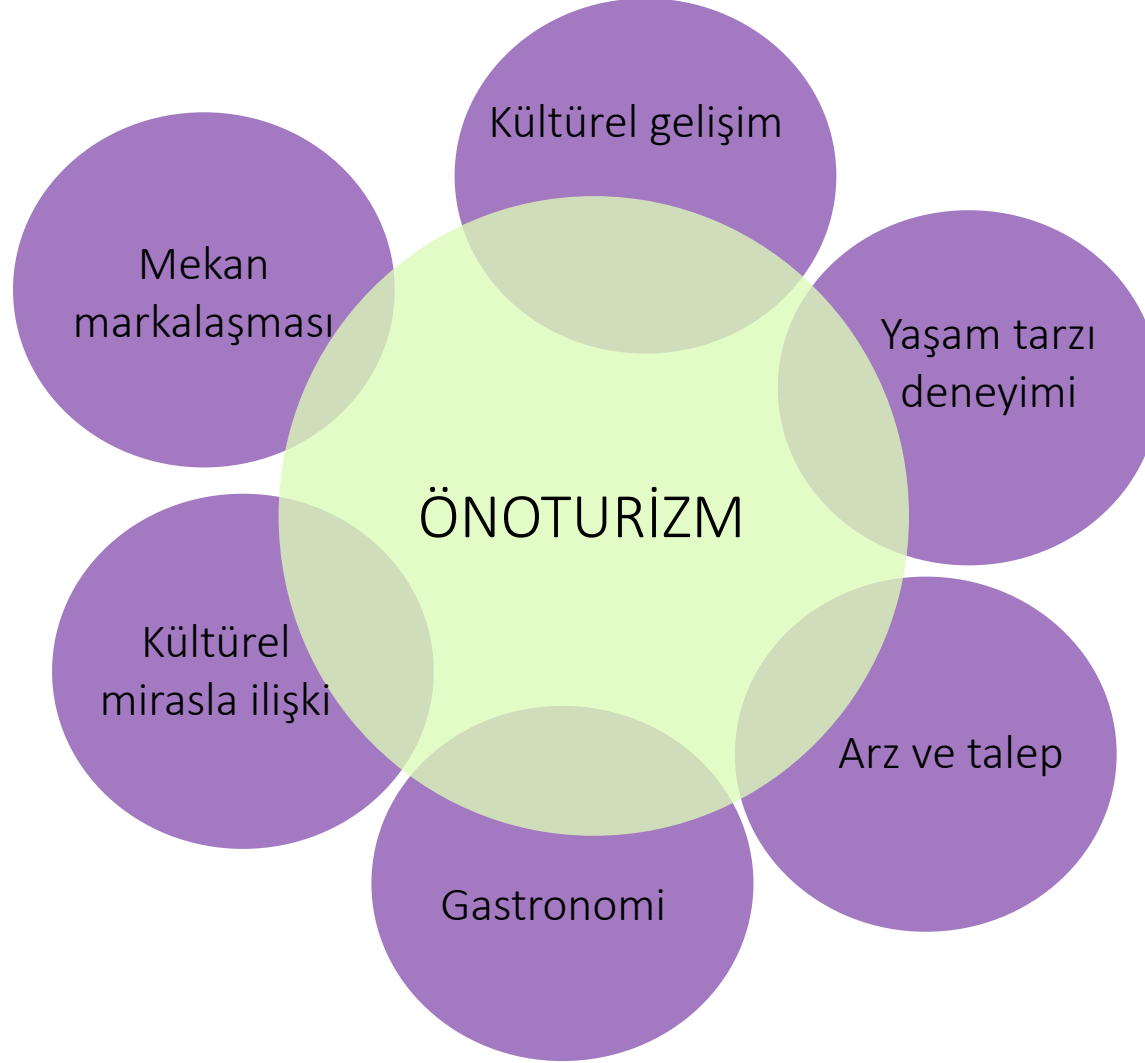 Kültürel gelişim
Mekan
markalaşması
Yaşam tarzı
deneyimi
ÖNOTURİZM
Kültürel
mirasla ilişki
Arz ve talep
Gastronomi